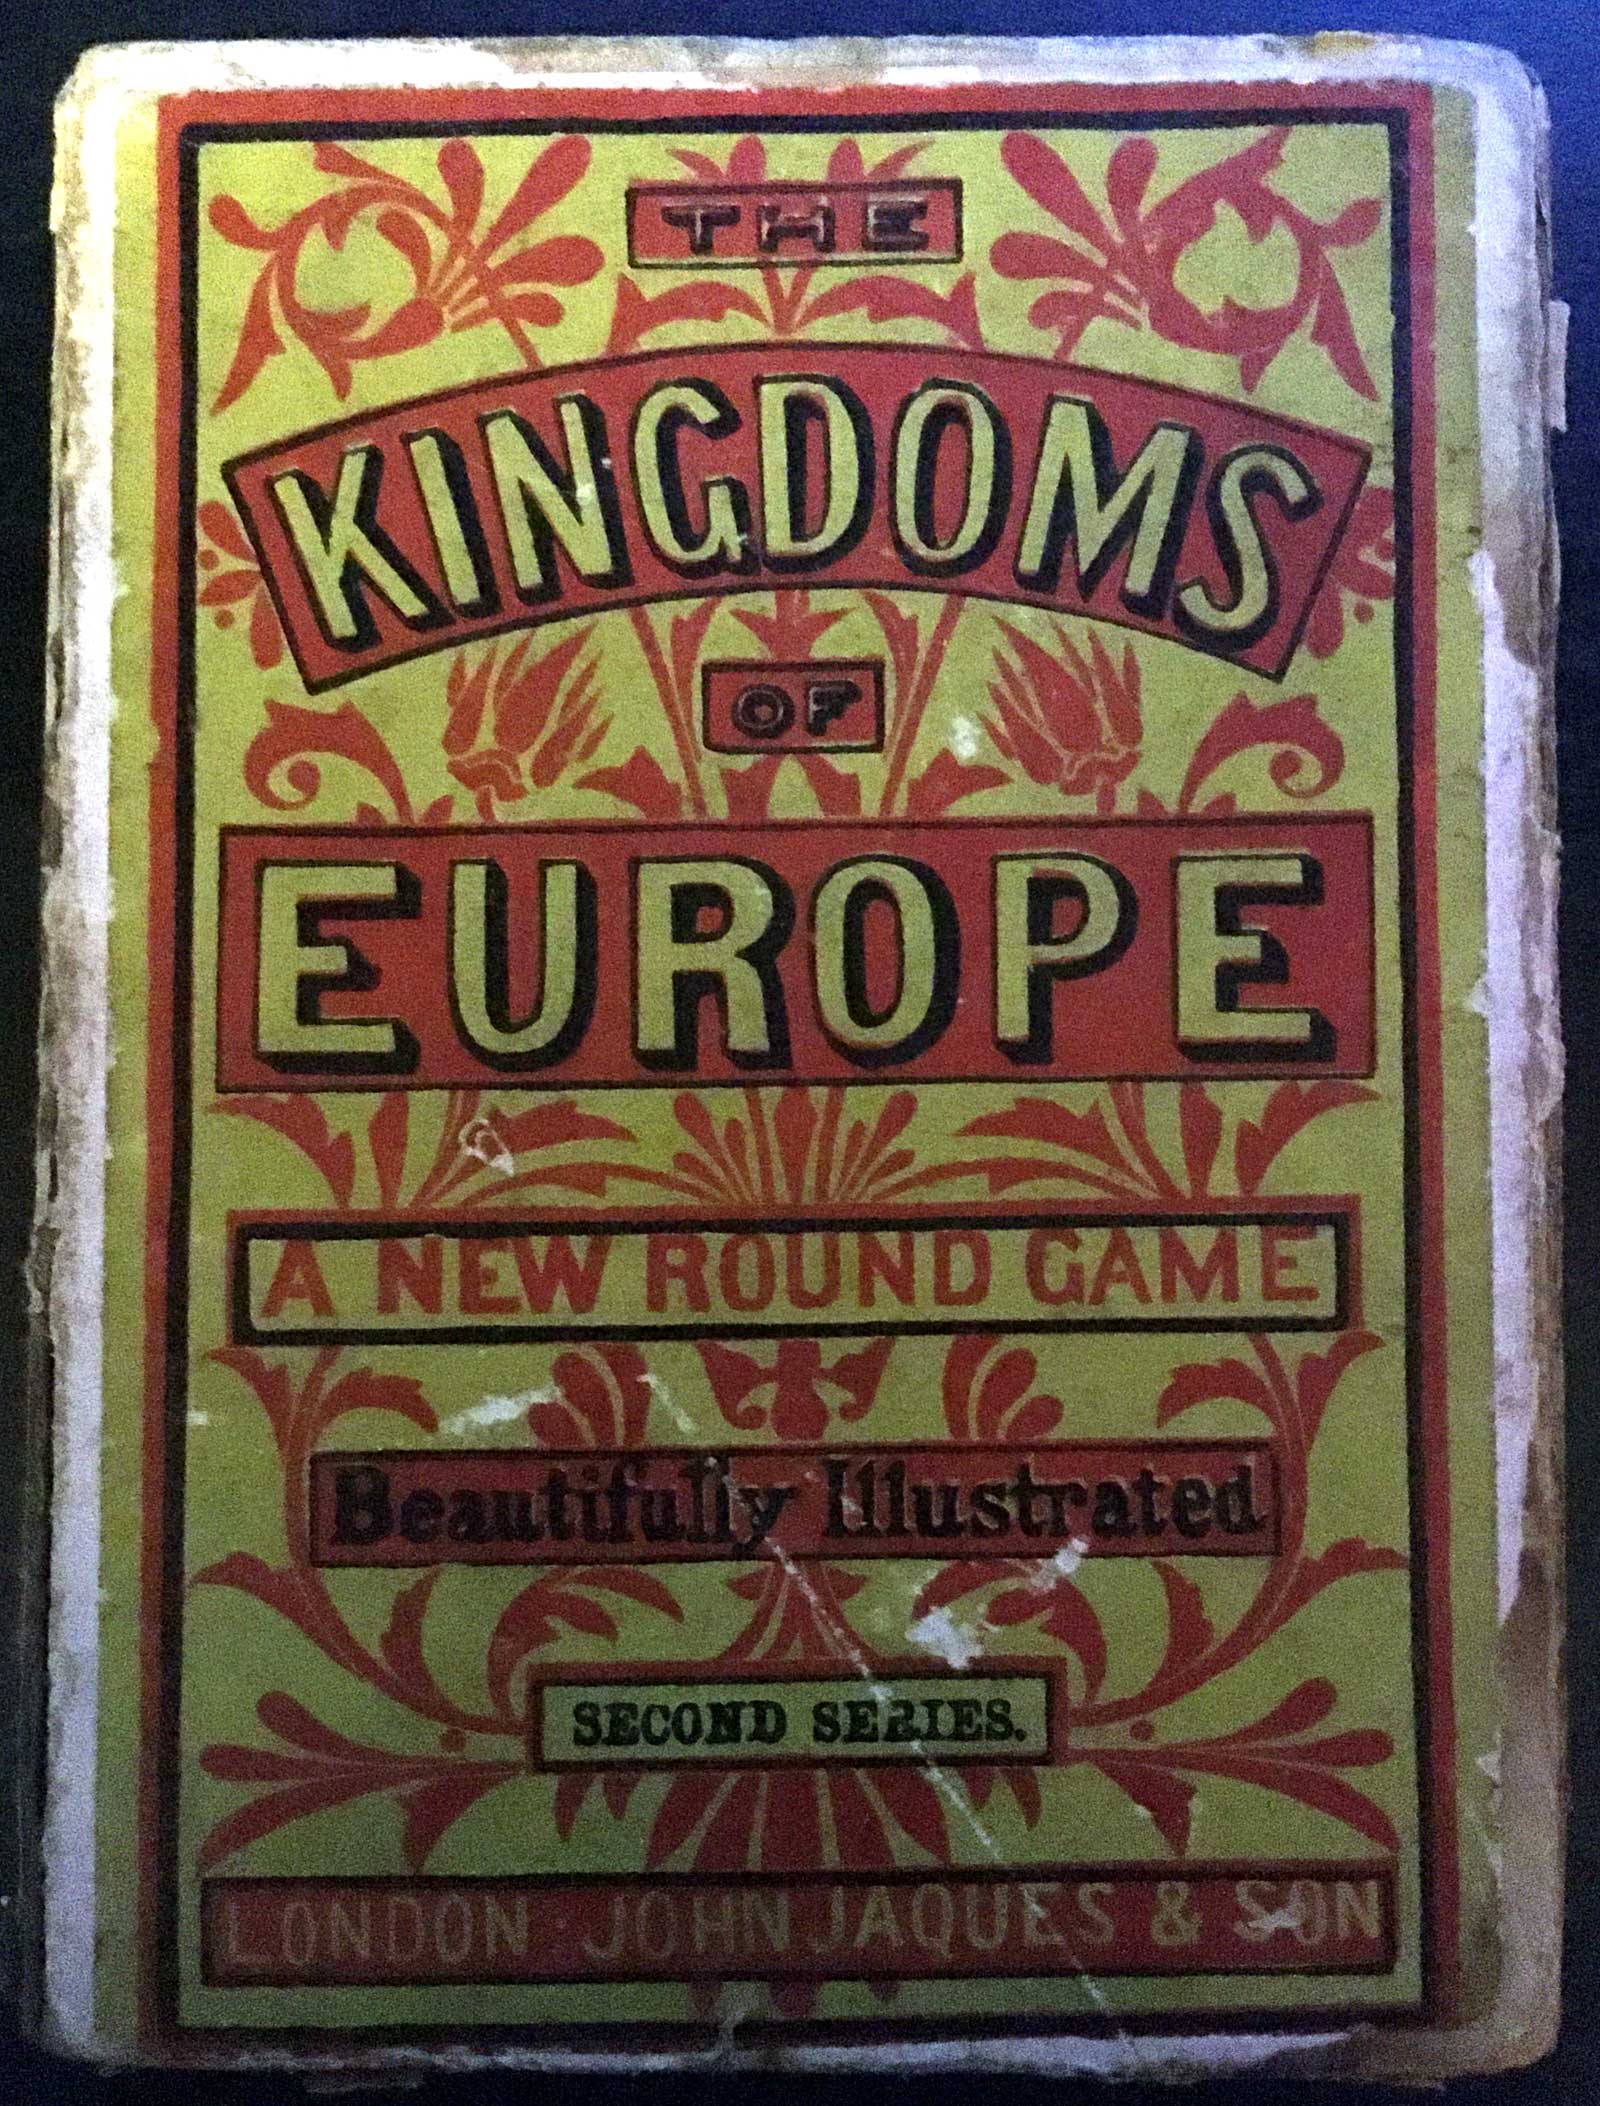 THE
KINGDOMS
OF
EUROPE
A NEW ROUND GAME
Beautifully Illustrated
SECOND SERIES.
LONDON: JOHN JAQUES & SON